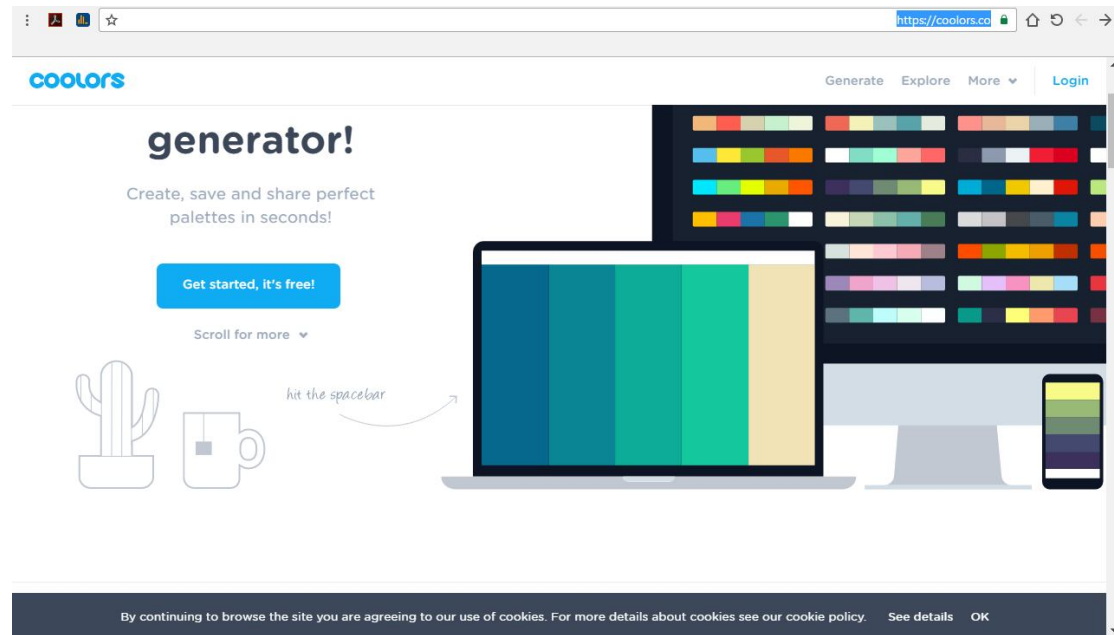 https://coolors.co
coolors
Generate Explore More Login
generator!
Create, save and share perfect
palettes in seconds!
Get started, it's free!
Scroll for more
hit the spacebar
By continuing to browse the site you are agreeing to our use of cookies. For more details about cookies see our cookie policy. See details OK